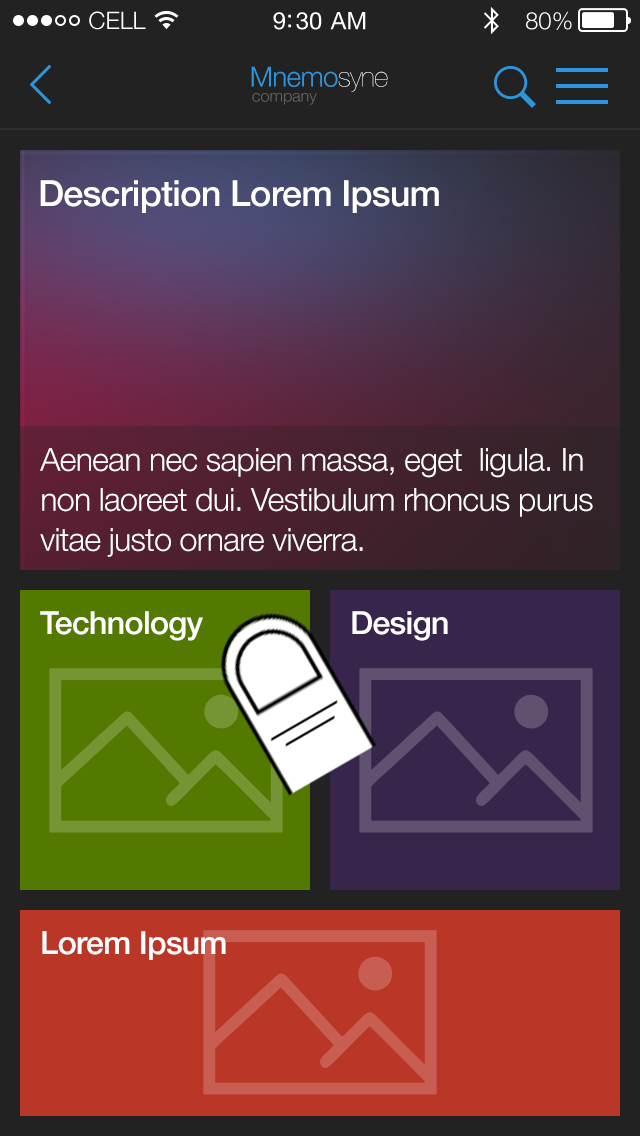 CELL 9:30 AM 80%
Mnemosyne
company
Description Lorem Ipsum
Aenean nec sapien massa, eget  ligula. In
non laoreet dui. Vestibulum rhoncus purus
vitae justo ornare viverra.
Technology
Design
Lorem Ipsum